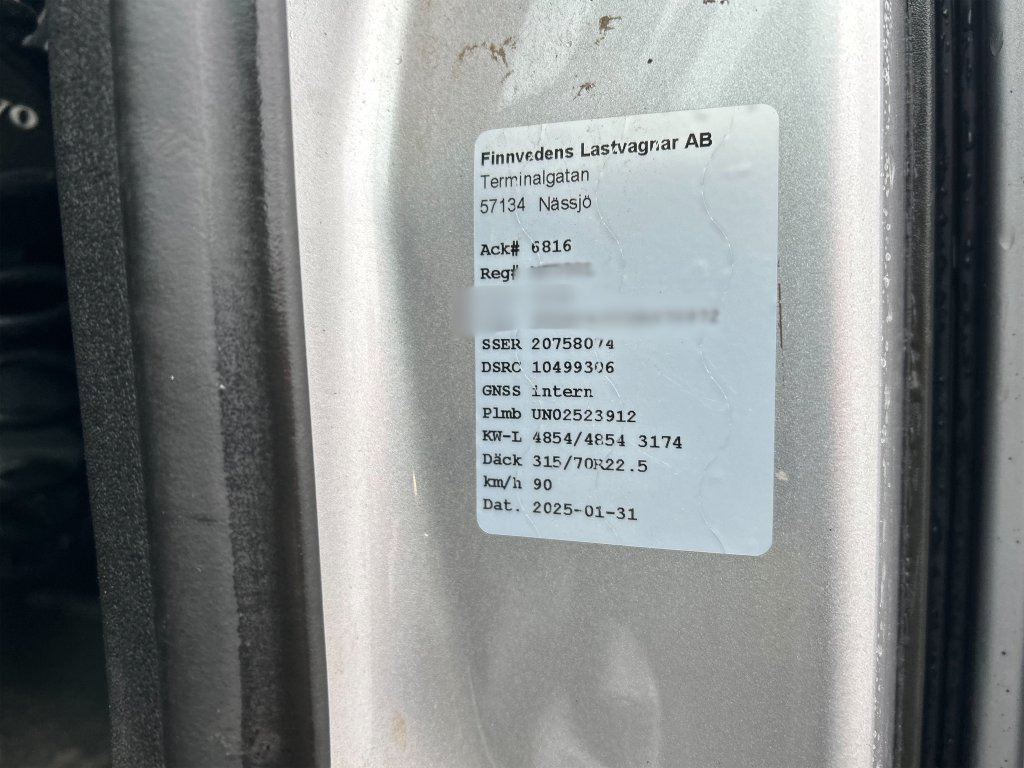 Finnvedens Lastvagnar AB
Terminalgatan
57134 Nässjö
Ack# 6816
Reg#
SSER 20758074
DSRC 10499306
GNSS intern
Plmb UN02523912
KW-L 4854/4854 3174
Däck 315/70R22.5
km/h 90
Dat. 2025-01-31